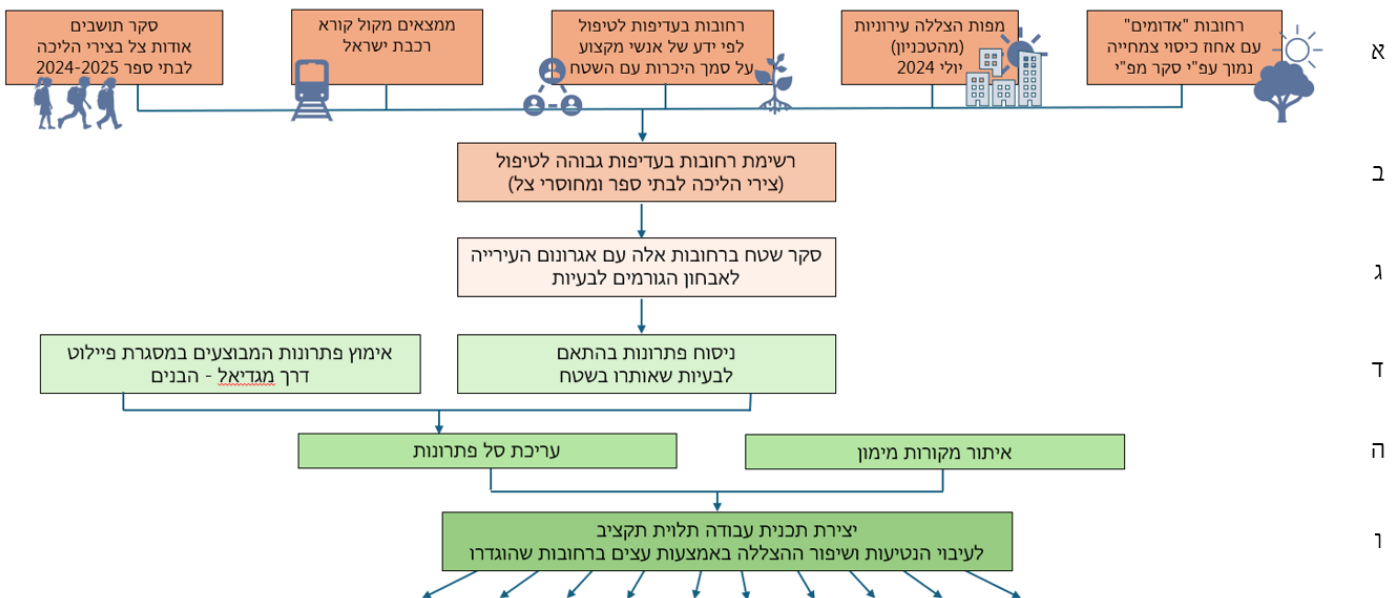 רחובות "אדומים"
עם אחוז כיסוי צמחייה
נמוך עפ"י סקר מפ"י
מפות הצללה עירוניות
(מהטכניון)
יולי 2024
רחובות בעדיפות לטיפול
לפי ידע של אנשי מקצוע
על סמך היכרות עם השטח
ממצאים מקול קורא
רכבת ישראל
סקר תושבים
אודות צל בצירי הליכה
לבתי ספר 2024-2025
א
רשימת רחובות בעדיפות גבוהה לטיפול
(צירי הליכה לבתי ספר ומחוסרי צל)
ב
סקר שטח ברחובות אלה עם אגרונום העירייה
לאבחון הגורמים לבעיות
ג
ניסוח פתרונות בהתאם
לבעיות שאותרו בשטח
אימוץ פתרונות המבוצעים במסגרת פיילוט
דרך מגדיאל - הבנים
ד
איתור מקורות מימון
עריכת סל פתרונות
ה
יצירת תכנית עבודה תלוית תקציב
לעיבוי הנטיעות ושיפור ההצללה באמצעות עצים ברחובות שהוגדרו
ו